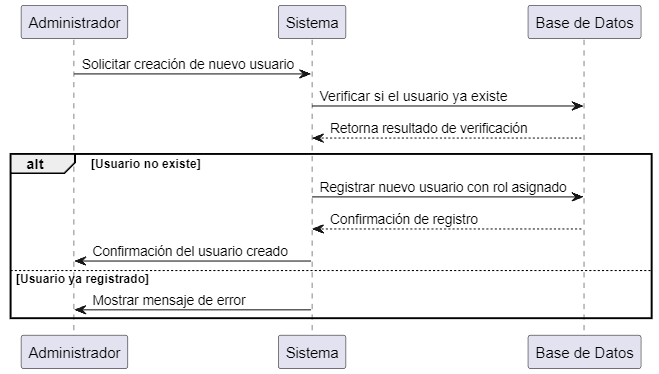 Administrador
Sistema
Base de Datos
Solicitar creación de nuevo usuario
Verificar si el usuario ya existe
Retorna resultado de verificación
alt
[Usuario no existe]
Registrar nuevo usuario con rol asignado
Confirmación de registro
Confirmación del usuario creado
[Usuario ya registrado]
Mostrar mensaje de error
Administrador
Sistema
Base de Datos